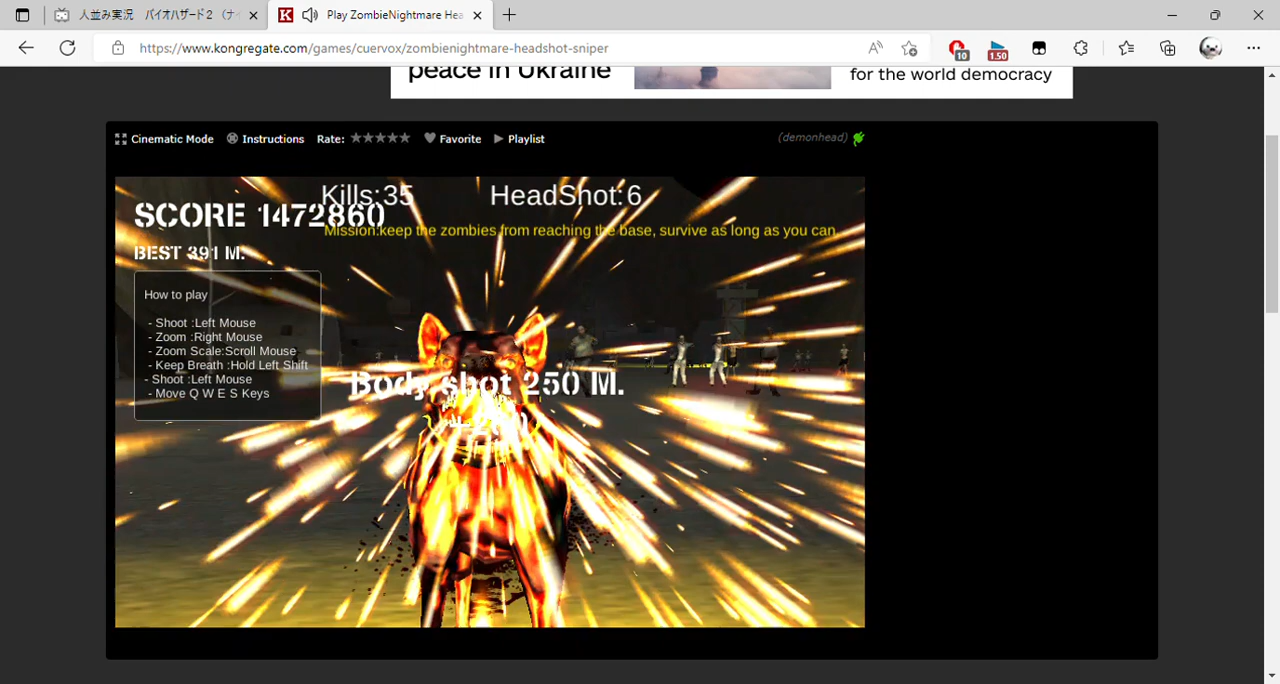 人並み実況 バイオハザード２ （ナイ
Play ZombieNightmare Hea
https://www.kongregate.com/games/cuervox/zombienightmare-headshot-sniper
10
1.50
peace in Ukraine
for the world democracy
Cinematic Mode
Instructions
Rate:
Favorite
Playlist
(demonhead)
Kills:35
HeadShot:6
SCORE 1472860
Mission:keep the zombies from reaching the base, survive as long as you can.
BEST 391 M.
How to play
- Shoot :Left Mouse
- Zoom :Right Mouse
- Zoom Scale:Scroll Mouse
- Keep Breath :Hold Left Shift
- Shoot :Left Mouse
- Move Q W E S Keys
Body shot 250 M.